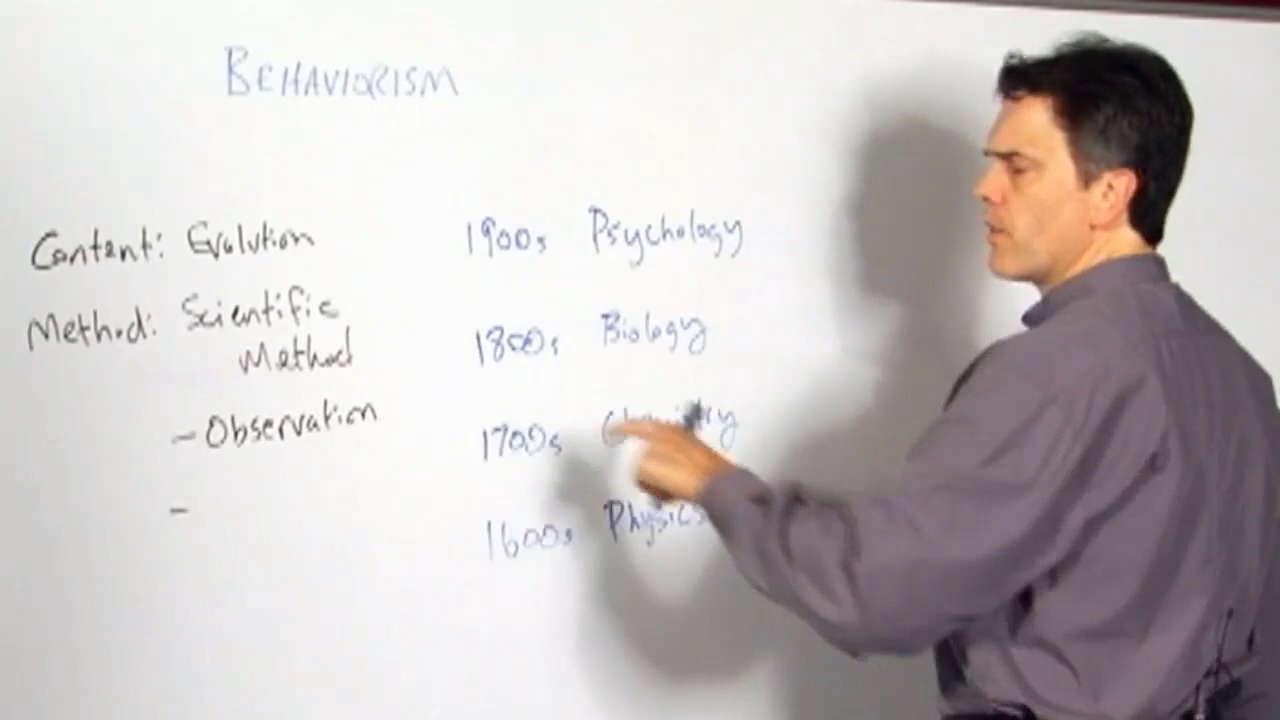 BEHAVIORISM
Content: Evolution
Method: Scientific
Method
- Observation
-
1900s Psychology
1800s Biology
1700s Chemistry
1600s Physics